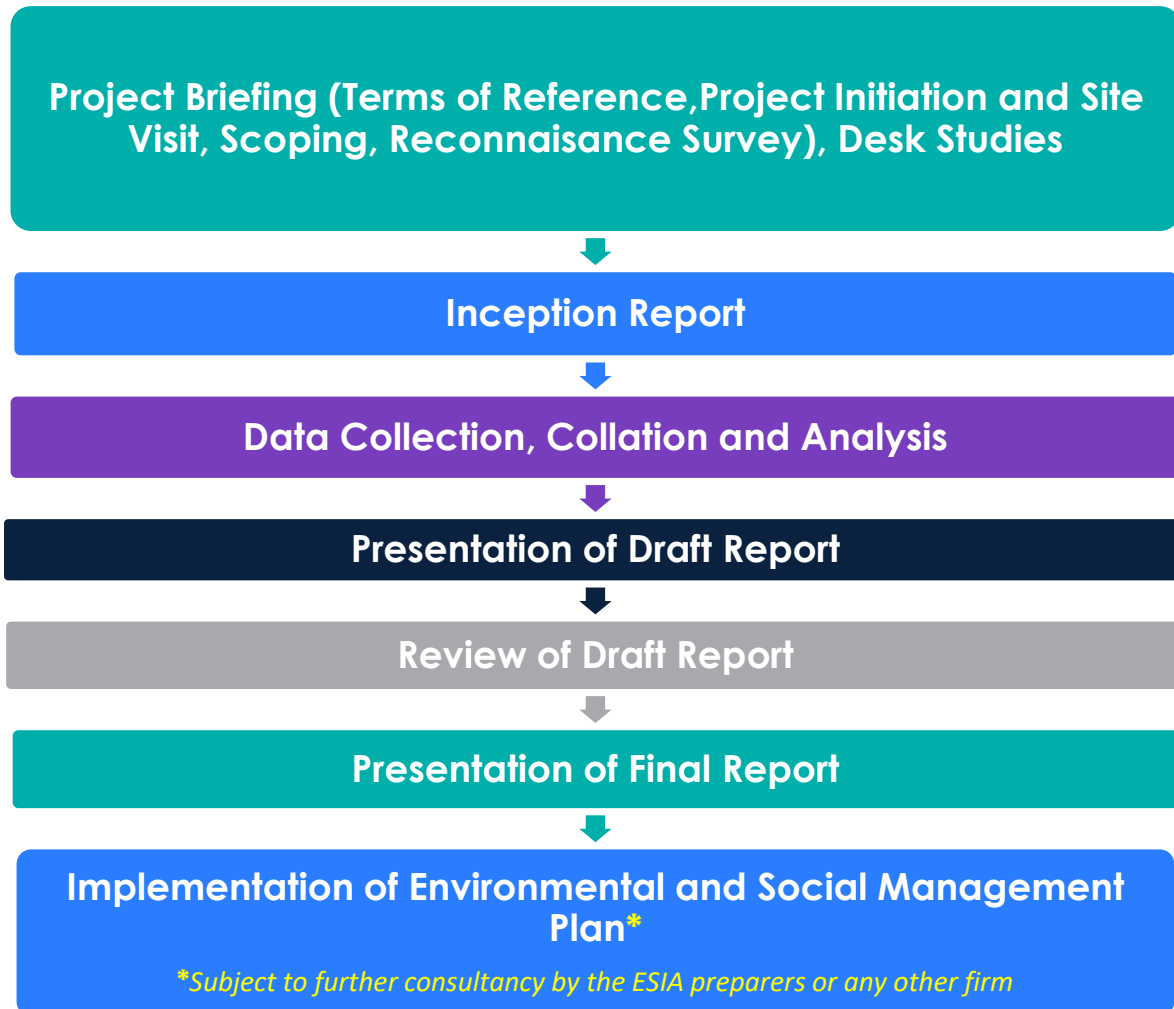 Project Briefing (Terms of Reference,Project Initiation and Site
Visit, Scoping, Reconnaisance Survey), Desk Studies
Inception Report
Data Collection, Collation and Analysis
Presentation of Draft Report
Review of Draft Report
Presentation of Final Report
Implementation of Environmental and Social Management
Plan*
*Subject to further consultancy by the ESIA preparers or any other firm